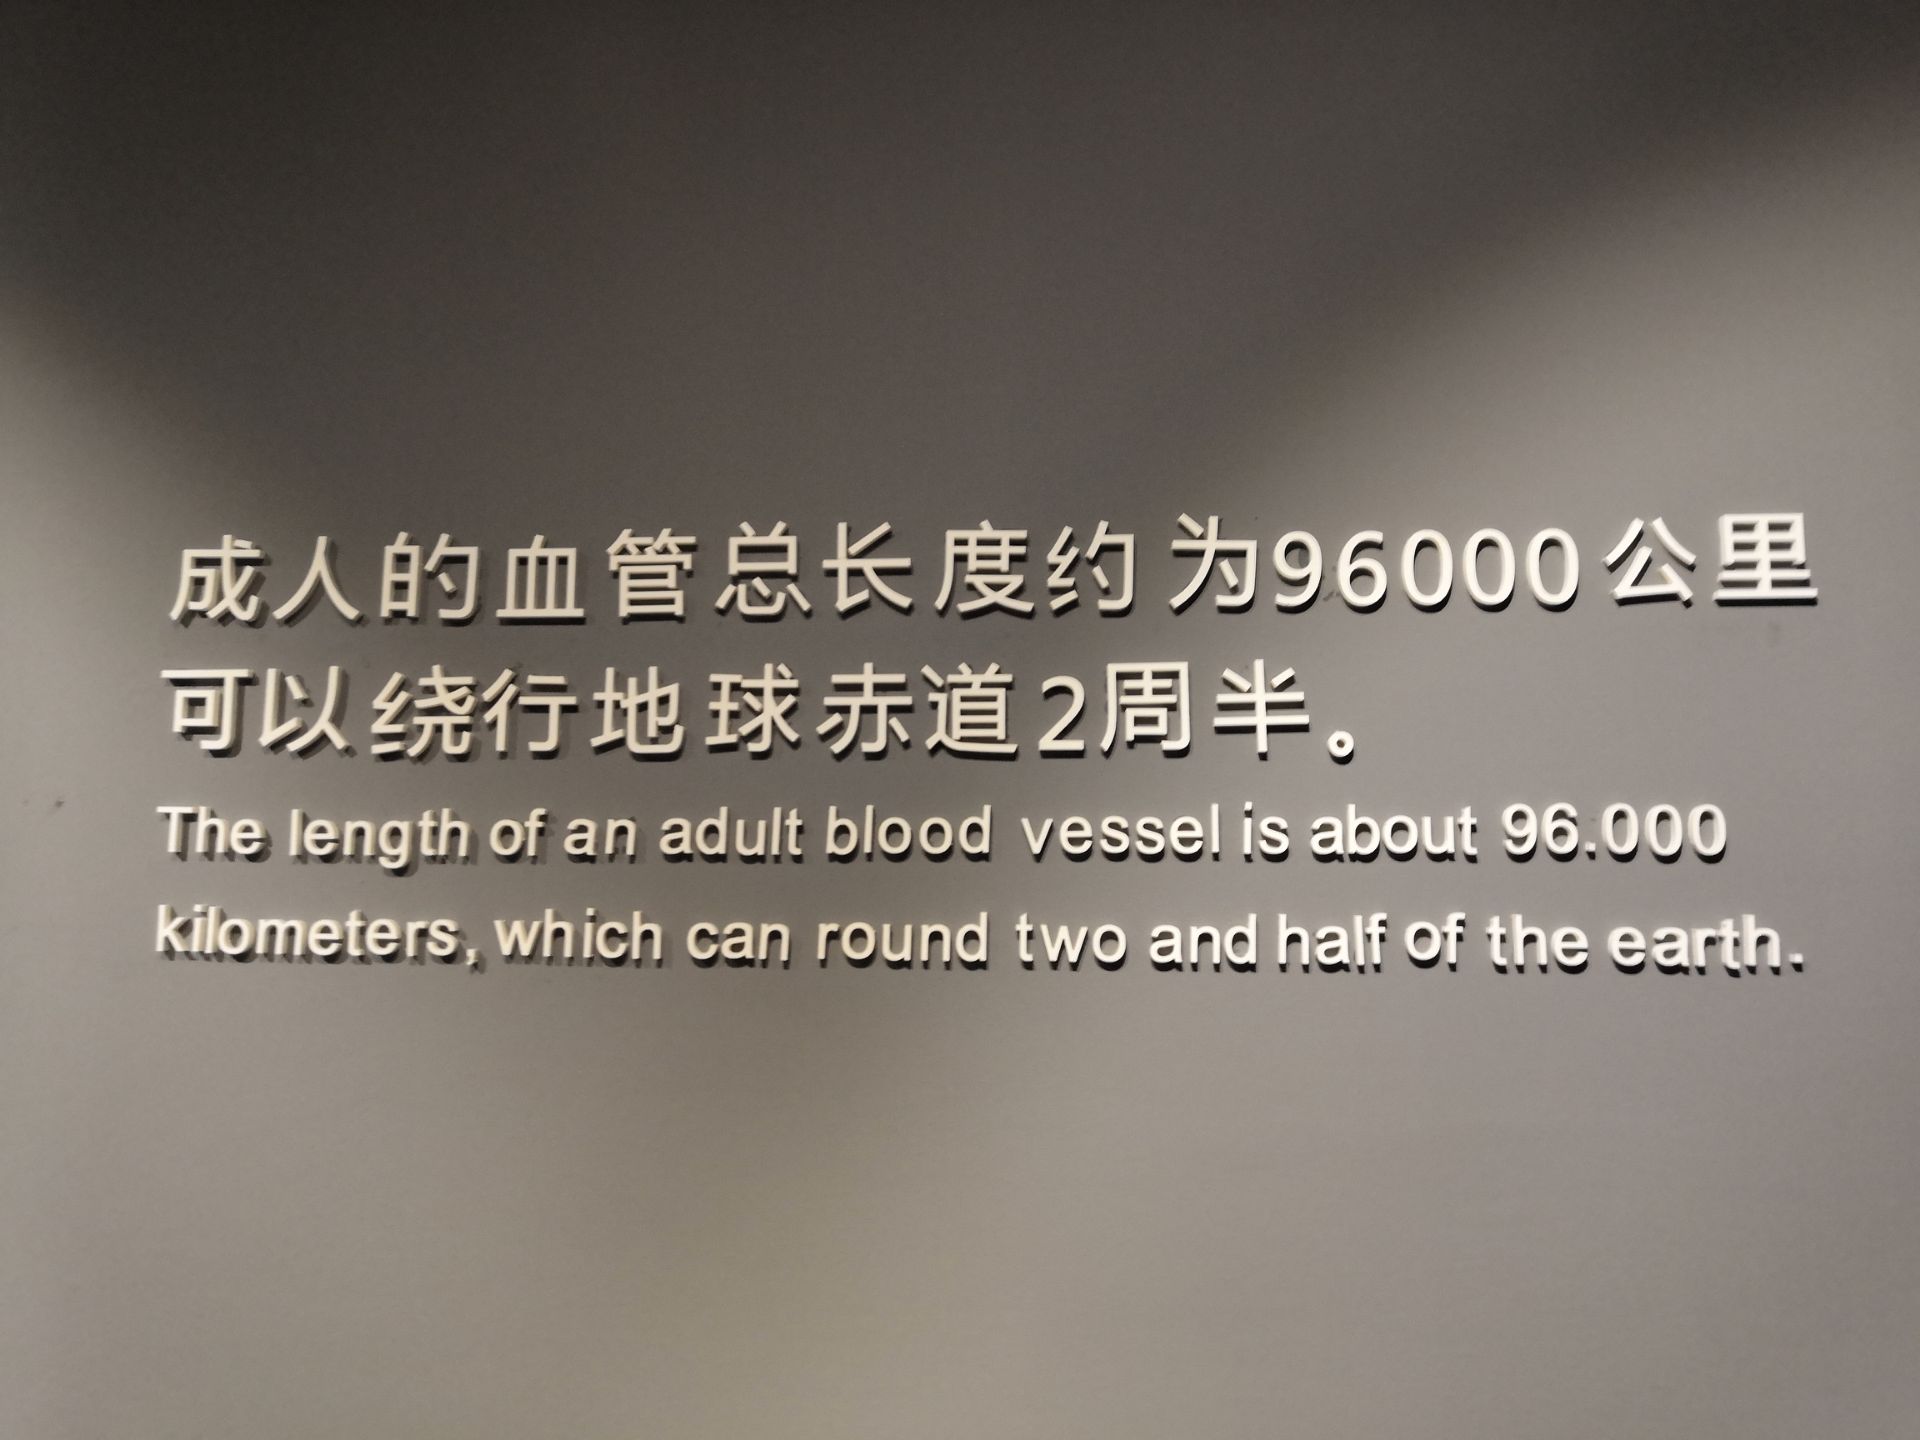 成人的血管总长度约为96000公里
可以绕行地球赤道2周半。
The length of an adult blood vessel is about 96.000
kilometers, which can round two and half of the earth.